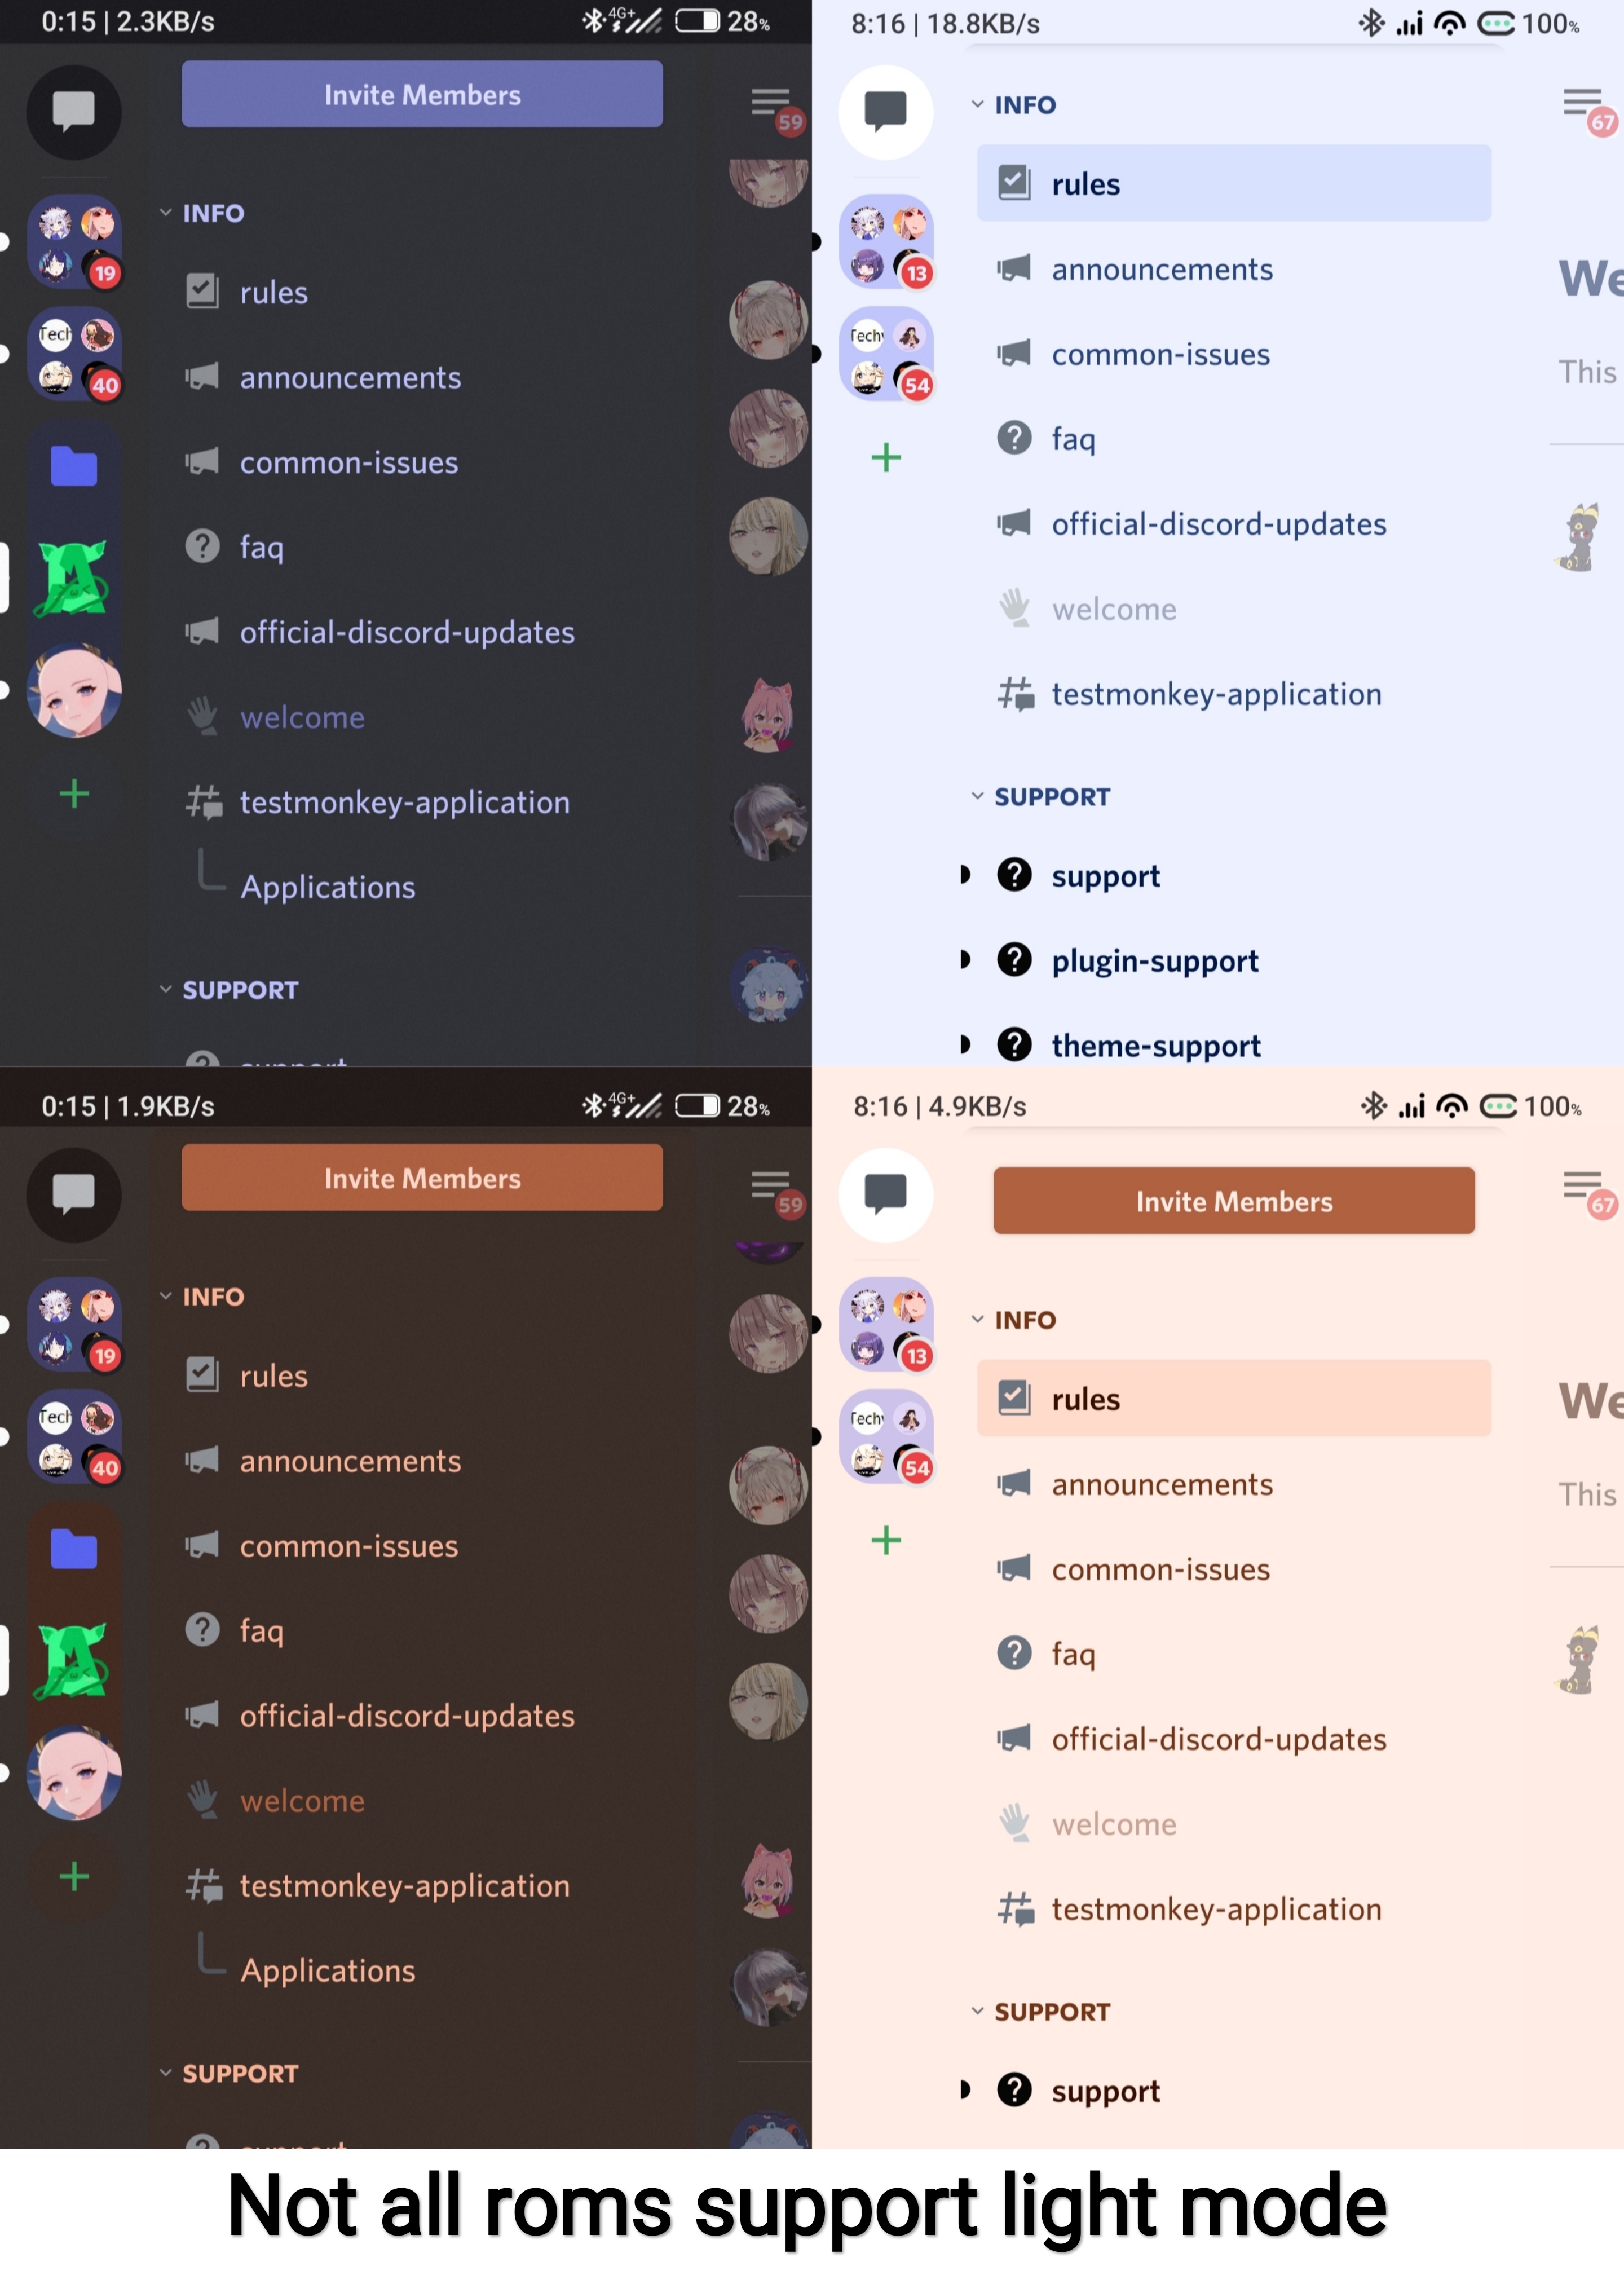 0:15 | 2.3KB/s 4G+ 28%
Invite Members
59
INFO
rules
19
announcements
Tech
40
common-issues
faq
official-discord-updates
welcome
testmonkey-application
Applications
SUPPORT
support
8:16 | 18.8KB/s 100%
INFO
67
rules
13
announcements
We
Tech
54
common-issues
This
faq
official-discord-updates
welcome
testmonkey-application
SUPPORT
support
plugin-support
theme-support
0:15 | 1.9KB/s 4G+ 28%
Invite Members
59
INFO
rules
19
announcements
Tech
40
common-issues
faq
official-discord-updates
welcome
testmonkey-application
Applications
SUPPORT
support
8:16 | 4.9KB/s 100%
Invite Members
67
INFO
13
rules
We
Tech
54
announcements
This
common-issues
faq
official-discord-updates
welcome
testmonkey-application
SUPPORT
support
Not all roms support light mode